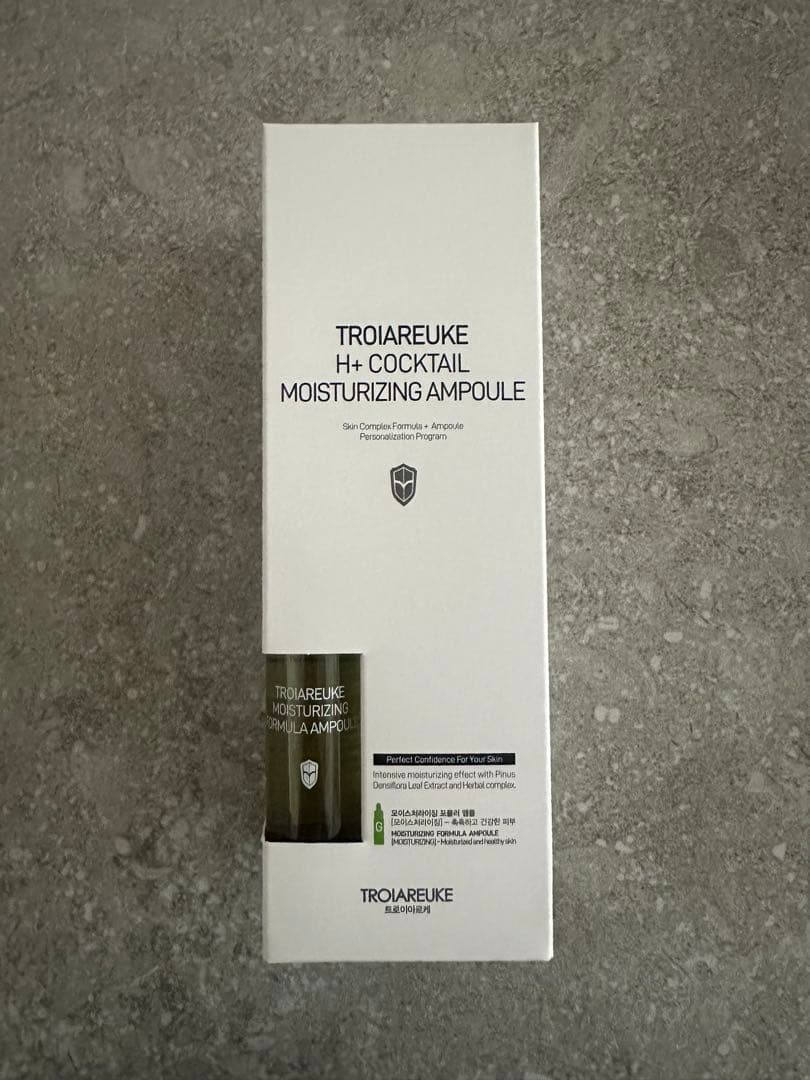 TROIAREUKE
H+ COCKTAIL
MOISTURIZING AMPOULE
Skin Complex Formula + Ampoule
Personalization Program
TROIAREUKE
MOISTURIZING
FORMULA AMPOULE
Perfect Confidence For Your Skin
Intensive moisturizing effect with Pinus
Densiflora Leaf Extract and Herbal complex.
G
모이스처라이징 포뮬러 앰플
[모이스처라이징] - 촉촉하고 건강한 피부
MOISTURIZING FORMULA AMPOULE
[MOISTURIZING] - Moisturized and healthy skin
TROIAREUKE
트로이아르케